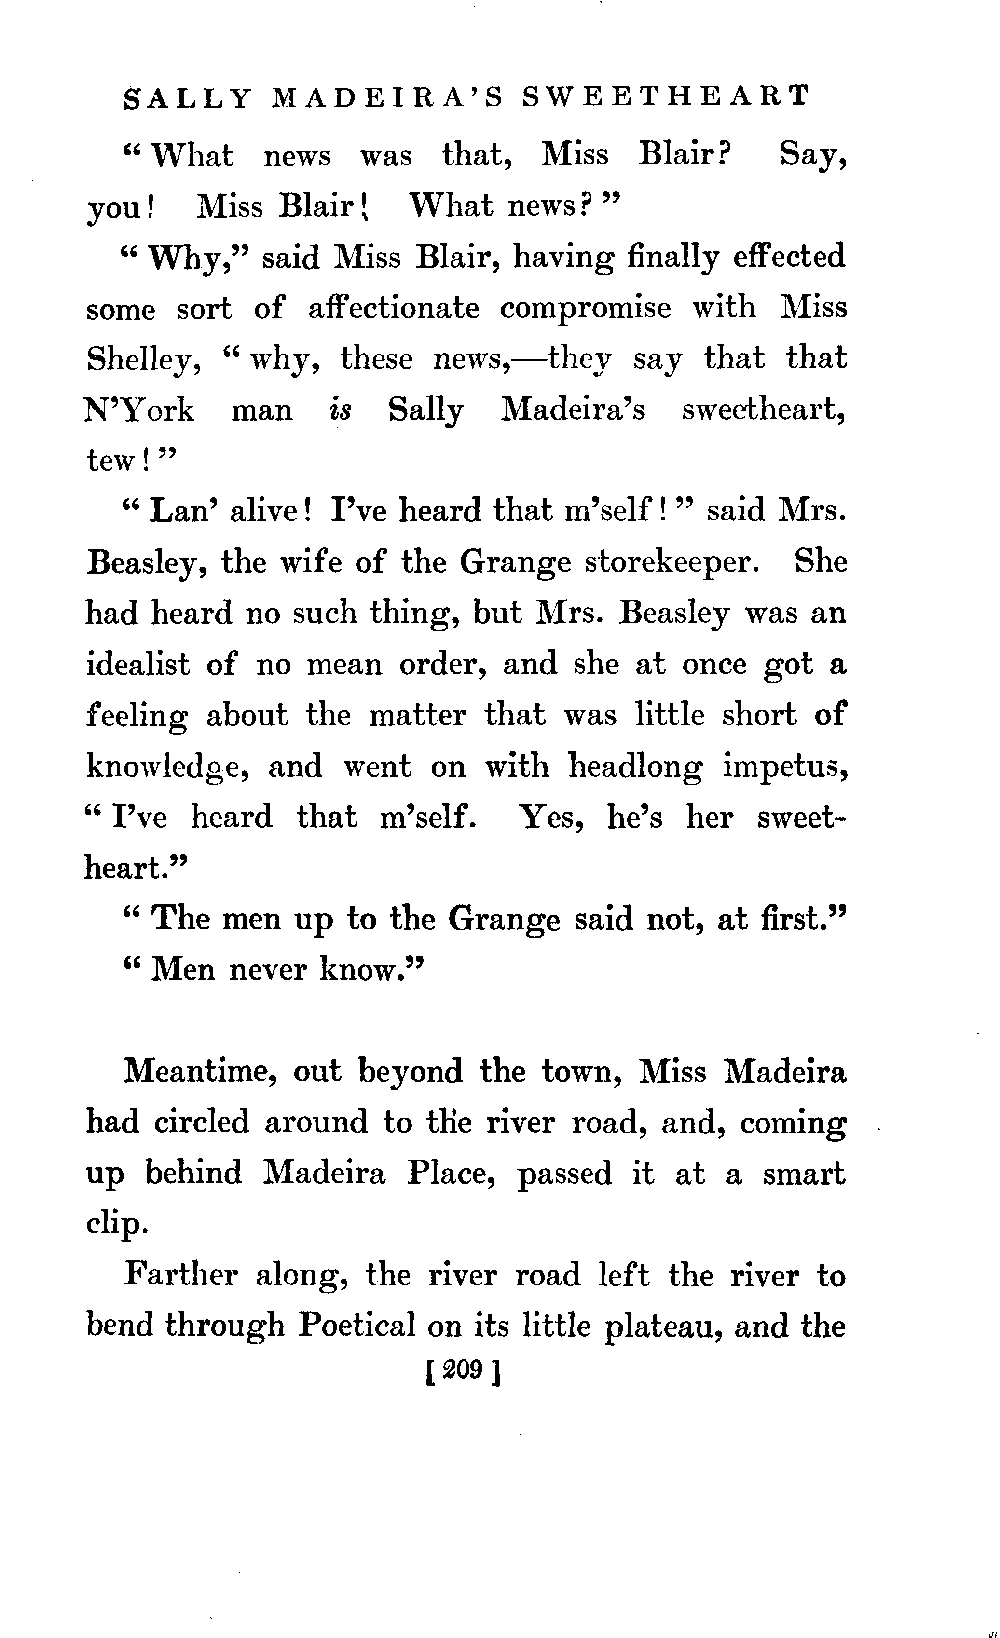 SALLY MADEIRA'S SWEETHEART
"What news was that, Miss Blair? Say,
you! Miss Blair! What news?"
"Why," said Miss Blair, having finally effected
some sort of affectionate compromise with Miss
Shelley, "why, these news,—they say that that
N'York man is Sally Madeira's sweetheart,
tew!"
"Lan' alive! I've heard that m'self!" said Mrs.
Beasley, the wife of the Grange storekeeper. She
had heard no such thing, but Mrs. Beasley was an
idealist of no mean order, and she at once got a
feeling about the matter that was little short of
knowledge, and went on with headlong impetus,
"I've heard that m'self. Yes, he's her sweet-
heart."
"The men up to the Grange said not, at first."
"Men never know."
Meantime, out beyond the town, Miss Madeira
had circled around to the river road, and, coming
up behind Madeira Place, passed it at a smart
clip.
Farther along, the river road left the river to
bend through Poetical on its little plateau, and the
[209]